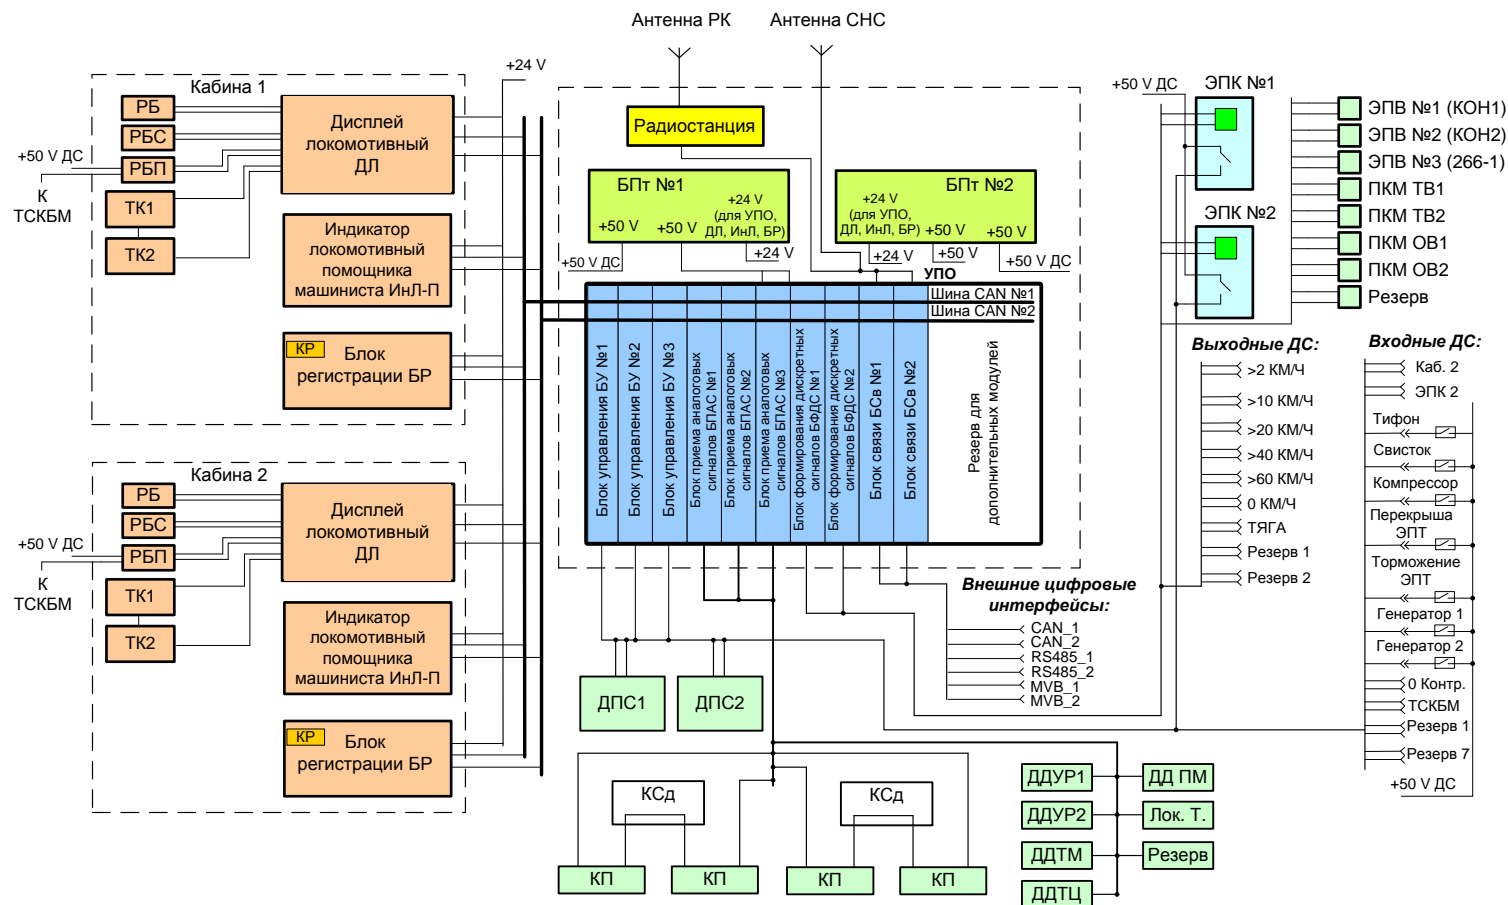 Антенна РК
Антенна СНС
+24 V
Кабина 1
РБ
РБС
+50 V ДС
РБП
К
ТСКБМ
ТК1
ТК2
Дисплей
локомотивный
ДЛ
Индикатор
локомотивный
помощника
машиниста ИнЛ-П
КР
Блок
регистрации БР
Кабина 2
РБ
РБС
+50 V ДС
РБП
К
ТСКБМ
ТК1
ТК2
Дисплей
локомотивный
ДЛ
Индикатор
локомотивный
помощника
машиниста ИнЛ-П
КР
Блок
регистрации БР
Радиостанция
БПт №1
+50 V
+50 V
+24 V
(для УПО,
ДЛ, ИнЛ, БР)
+50 V ДС
+24 V
БПт №2
+24 V
(для УПО,
ДЛ, ИнЛ, БР)
+50 V
+50 V
+24 V
+50 V
+50 V ДС
УПО
Шина CAN №1
Шина CAN №2
Блок управления БУ №1
Блок управления БУ №2
Блок управления БУ №3
Блок приема аналоговых
сигналов БПАС №1
Блок приема аналоговых
сигналов БПАС №2
Блок приема аналоговых
сигналов БПАС №3
Блок формирования дискретных
сигналов БФДС №1
Блок формирования дискретных
сигналов БФДС №2
Блок связи БСв №1
Блок связи БСв №2
Резерв для
дополнительных модулей
Внешние цифровые
интерфейсы:
CAN_1
CAN_2
RS485_1
RS485_2
MVB_1
MVB_2
ДПС1
ДПС2
КСд
КСд
КП
КП
КП
КП
ДДУР1
ДДУР2
ДДТМ
ДДТЦ
ДД ПМ
Лок. Т.
Резерв
+50 V ДС
ЭПК №1
ЭПК №2
ЭПВ №1 (КОН1)
ЭПВ №2 (КОН2)
ЭПВ №3 (266-1)
ПКМ ТВ1
ПКМ ТВ2
ПКМ ОВ1
ПКМ ОВ2
Резерв
Выходные ДС:
>2 КМ/Ч
>10 КМ/Ч
>20 КМ/Ч
>40 КМ/Ч
>60 КМ/Ч
0 КМ/Ч
ТЯГА
Резерв 1
Резерв 2
Входные ДС:
Каб. 2
ЭПК 2
Тифон
Свисток
Компрессор
Перекрыша
ЭПТ
Торможение
ЭПТ
Генератор 1
Генератор 2
0 Контр.
ТСКБМ
Резерв 1
Резерв 7
+50 V ДС